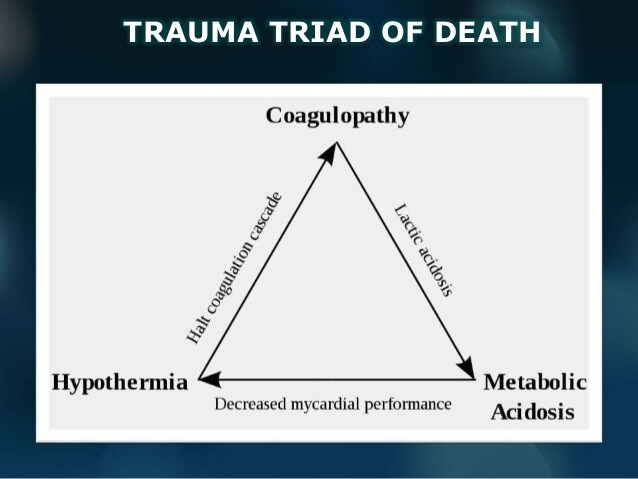 TRAUMA TRIAD OF DEATH
Coagulopathy
Halt coagulation cascade
Lactic acidosis
Hypothermia
Metabolic
Acidosis
Decreased mycardial performance